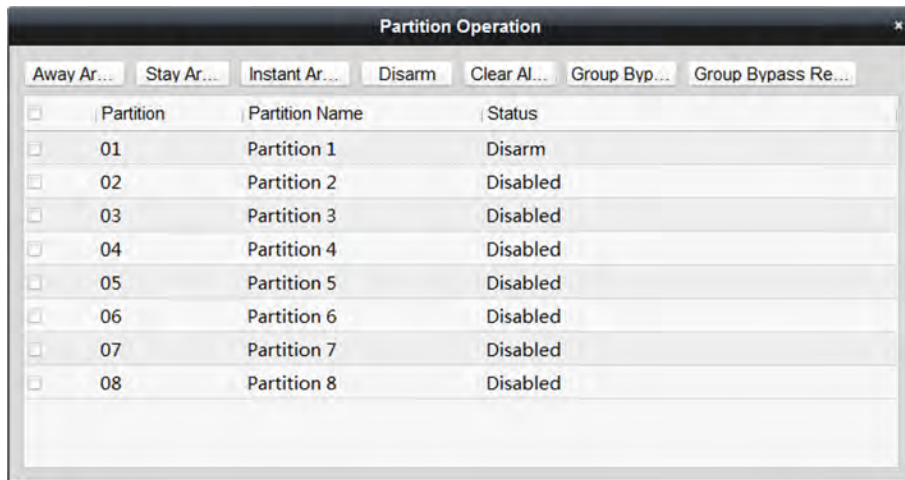 Partition Operation ×
Away Ar... Stay Ar... Instant Ar... Disarm Clear Al... Group Byp... Group Bypass Re...
Partition Partition Name Status
01 Partition 1 Disarm
02 Partition 2 Disabled
03 Partition 3 Disabled
04 Partition 4 Disabled
05 Partition 5 Disabled
06 Partition 6 Disabled
07 Partition 7 Disabled
08 Partition 8 Disabled